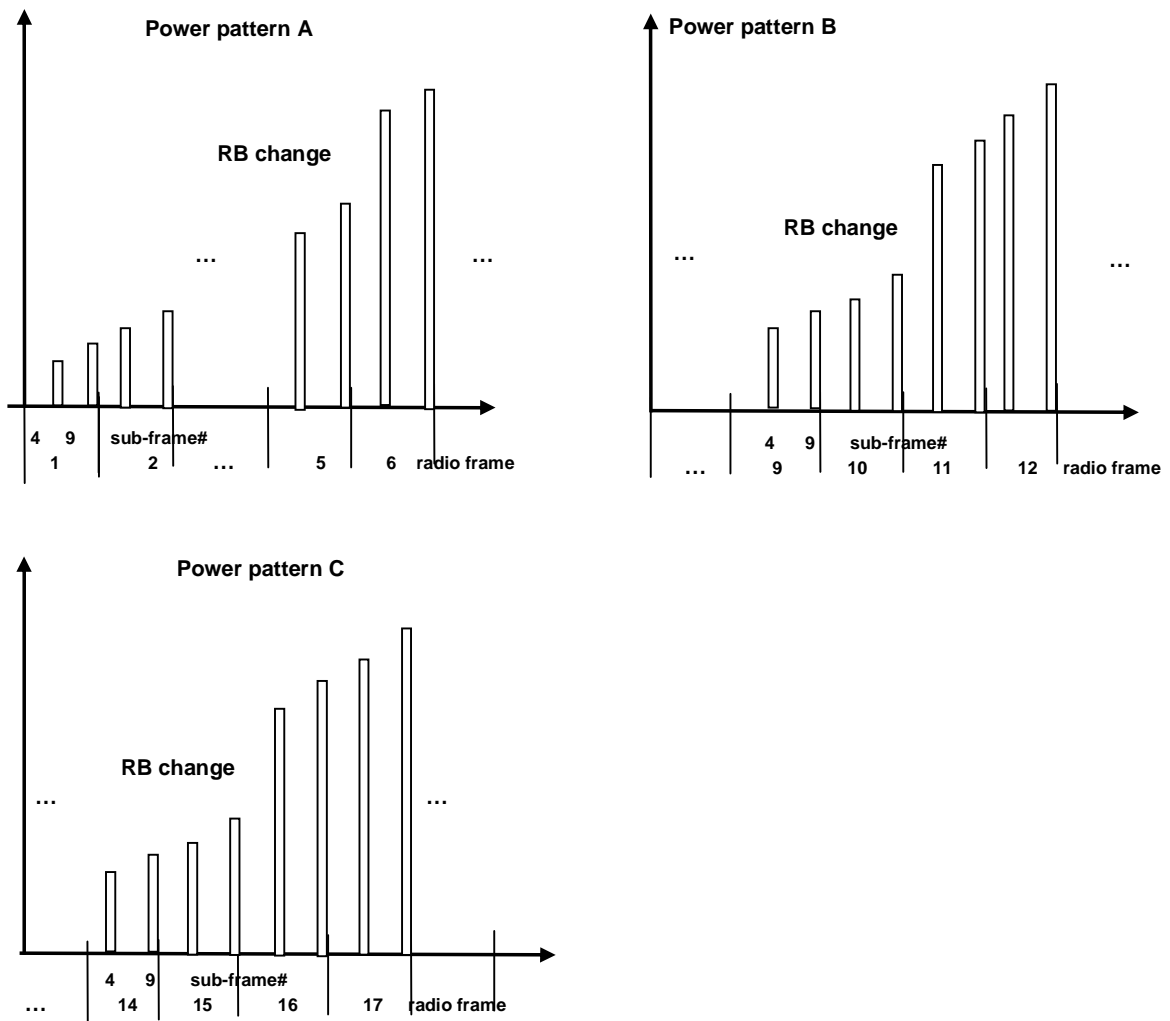 Power pattern A
RB change
...
...
4 9 sub-frame#
1 2 ... 5 6 radio frame
Power pattern B
RB change
...
...
4 9 sub-frame#
... 9 10 11 12 radio frame
Power pattern C
RB change
...
...
4 9 sub-frame#
... 14 15 16 17 radio frame